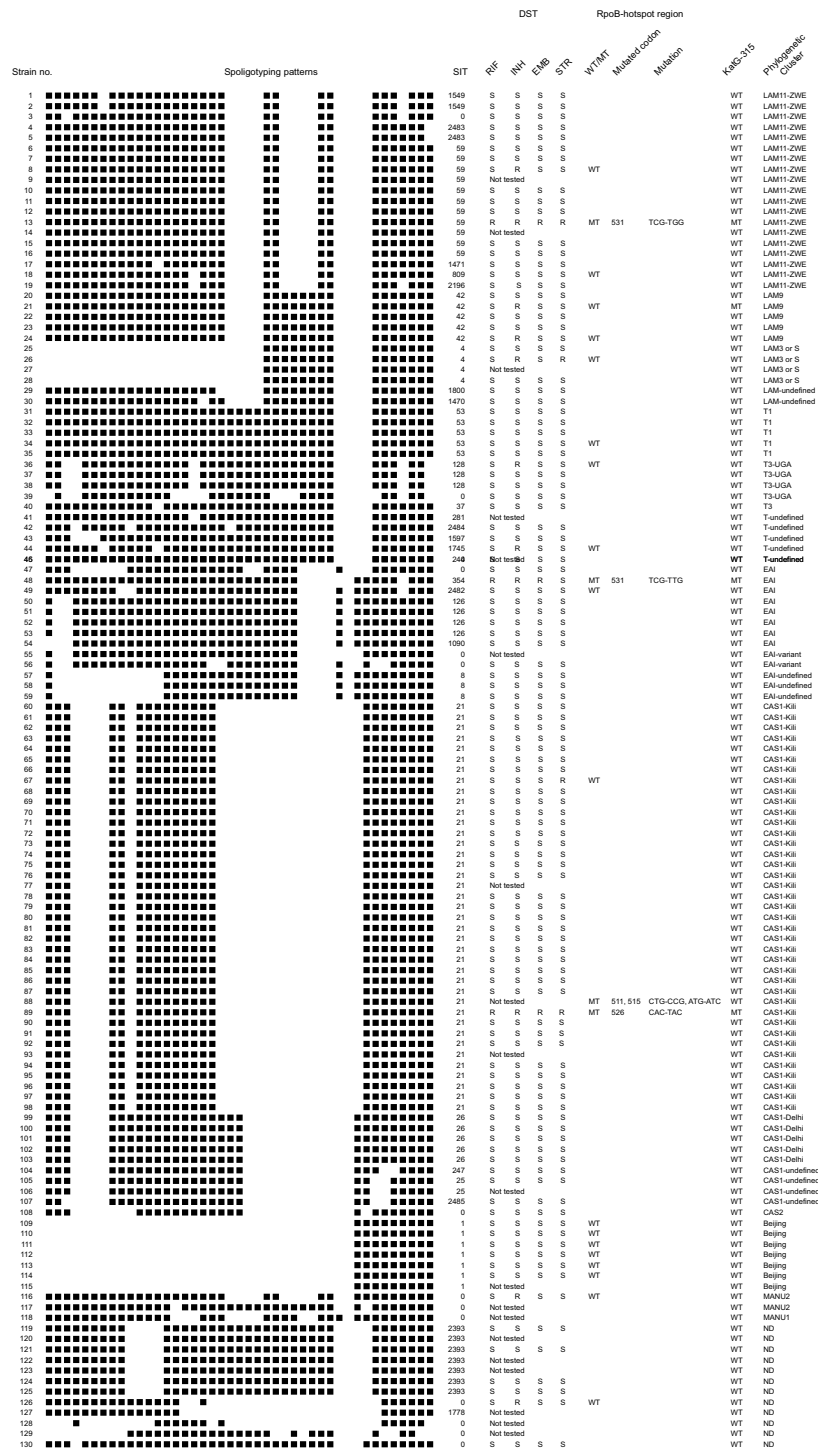 DST RpoB-hotspot region
Strain no. Spoligotyping patterns SIT RIF INH EMB STR WT/MT Mutated codon Mutation KatG-315 Phylogenetic Cluster
1 1549 S S S S WT LAM11-ZWE
2 1549 S S S S WT LAM11-ZWE
3 0 S S S S WT LAM11-ZWE
4 2483 S S S S WT LAM11-ZWE
5 2483 S S S S WT LAM11-ZWE
6 59 S S S S WT LAM11-ZWE
7 59 S S S S WT LAM11-ZWE
8 59 S R S S WT WT LAM11-ZWE
9 59 Not tested WT LAM11-ZWE
10 59 S S S S WT LAM11-ZWE
11 59 S S S S WT LAM11-ZWE
12 59 S S S S WT LAM11-ZWE
13 59 R R R R MT 531 TCG-TGG MT LAM11-ZWE
14 59 Not tested WT LAM11-ZWE
15 59 S S S S WT LAM11-ZWE
16 59 S S S S WT LAM11-ZWE
17 1471 S S S S WT LAM11-ZWE
18 809 S S S S WT WT LAM11-ZWE
19 2196 S S S S WT LAM11-ZWE
20 42 S S S S WT LAM9
21 42 S R S S WT MT LAM9
22 42 S S S S WT LAM9
23 42 S S S S WT LAM9
24 42 S R S S WT WT LAM9
25 4 S S S S WT LAM3 or S
26 4 S R S R WT WT LAM3 or S
27 4 Not tested WT LAM3 or S
28 4 S S S S WT LAM3 or S
29 1800 S S S S WT LAM-undefined
30 1470 S S S S WT LAM-undefined
31 53 S S S S WT T1
32 53 S S S S WT T1
33 53 S S S S WT T1
34 53 S S S S WT WT T1
35 53 S S S S WT T1
36 128 S R S S WT WT T3-UGA
37 128 S S S S WT T3-UGA
38 128 S S S S WT T3-UGA
39 0 S S S S WT T3-UGA
40 37 S S S S WT T3
41 281 Not tested WT T-undefined
42 2484 S S S S WT T-undefined
43 1597 S S S S WT T-undefined
44 1745 S R S S WT WT T-undefined
Not tested WT T-undefined
47 0 S S S S WT EAI
48 354 R R R S MT 531 TCG-TTG MT EAI
49 2482 S S S S WT WT EAI
50 126 S S S S WT EAI
51 126 S S S S WT EAI
52 126 S S S S WT EAI
53 126 S S S S WT EAI
54 1090 S S S S WT EAI
55 0 Not tested WT EAI-variant
56 0 S S S S WT EAI-variant
57 8 S S S S WT EAI-undefined
58 8 S S S S WT EAI-undefined
59 8 S S S S WT EAI-undefined
60 21 S S S S WT CAS1-Kili
61 21 S S S S WT CAS1-Kili
62 21 S S S S WT CAS1-Kili
63 21 S S S S WT CAS1-Kili
64 21 S S S S WT CAS1-Kili
65 21 S S S S WT CAS1-Kili
66 21 S S S S WT CAS1-Kili
67 21 S S S R WT WT CAS1-Kili
68 21 S S S S WT CAS1-Kili
69 21 S S S S WT CAS1-Kili
70 21 S S S S WT CAS1-Kili
71 21 S S S S WT CAS1-Kili
72 21 S S S S WT CAS1-Kili
73 21 S S S S WT CAS1-Kili
74 21 S S S S WT CAS1-Kili
75 21 S S S S WT CAS1-Kili
76 21 S S S S WT CAS1-Kili
77 21 Not tested WT CAS1-Kili
78 21 S S S S WT CAS1-Kili
79 21 S S S S WT CAS1-Kili
80 21 S S S S WT CAS1-Kili
81 21 S S S S WT CAS1-Kili
82 21 S S S S WT CAS1-Kili
83 21 S S S S WT CAS1-Kili
84 21 S S S S WT CAS1-Kili
85 21 S S S S WT CAS1-Kili
86 21 S S S S WT CAS1-Kili
87 21 S S S S WT CAS1-Kili
88 21 Not tested MT 511, 515 CTG-CCG, ATG-ATC WT CAS1-Kili
89 21 R R R R MT 526 CAC-TAC MT CAS1-Kili
90 21 S S S S WT CAS1-Kili
91 21 S S S S WT CAS1-Kili
92 21 S S S S WT CAS1-Kili
93 21 Not tested WT CAS1-Kili
94 21 S S S S WT CAS1-Kili
95 21 S S S S WT CAS1-Kili
96 21 S S S S WT CAS1-Kili
97 21 S S S S WT CAS1-Kili
98 21 S S S S WT CAS1-Kili
99 26 S S S S WT CAS1-Delhi
100 26 S S S S WT CAS1-Delhi
101 26 S S S S WT CAS1-Delhi
102 26 S S S S WT CAS1-Delhi
103 26 S S S S WT CAS1-Delhi
104 247 S S S S WT CAS1-undefined
105 25 S S S S WT CAS1-undefined
106 25 Not tested WT CAS1-undefined
107 2485 S S S S WT CAS1-undefined
108 0 S S S S WT CAS2
109 1 S S S S WT WT Beijing
110 1 S S S S WT WT Beijing
111 1 S S S S WT WT Beijing
112 1 S S S S WT WT Beijing
113 1 S S S S WT WT Beijing
114 1 S S S S WT WT Beijing
115 1 Not tested WT Beijing
116 0 S R S S WT WT MANU2
117 0 Not tested WT MANU2
118 0 Not tested WT MANU1
119 2393 S S S S WT ND
120 2393 Not tested WT ND
121 2393 S S S S WT ND
122 2393 Not tested WT ND
123 2393 Not tested WT ND
124 2393 S S S S WT ND
125 2393 S S S S WT ND
126 0 S R S S WT WT ND
127 1778 Not tested WT ND
128 0 Not tested WT ND
129 0 Not tested WT ND
130 0 S S S S WT ND